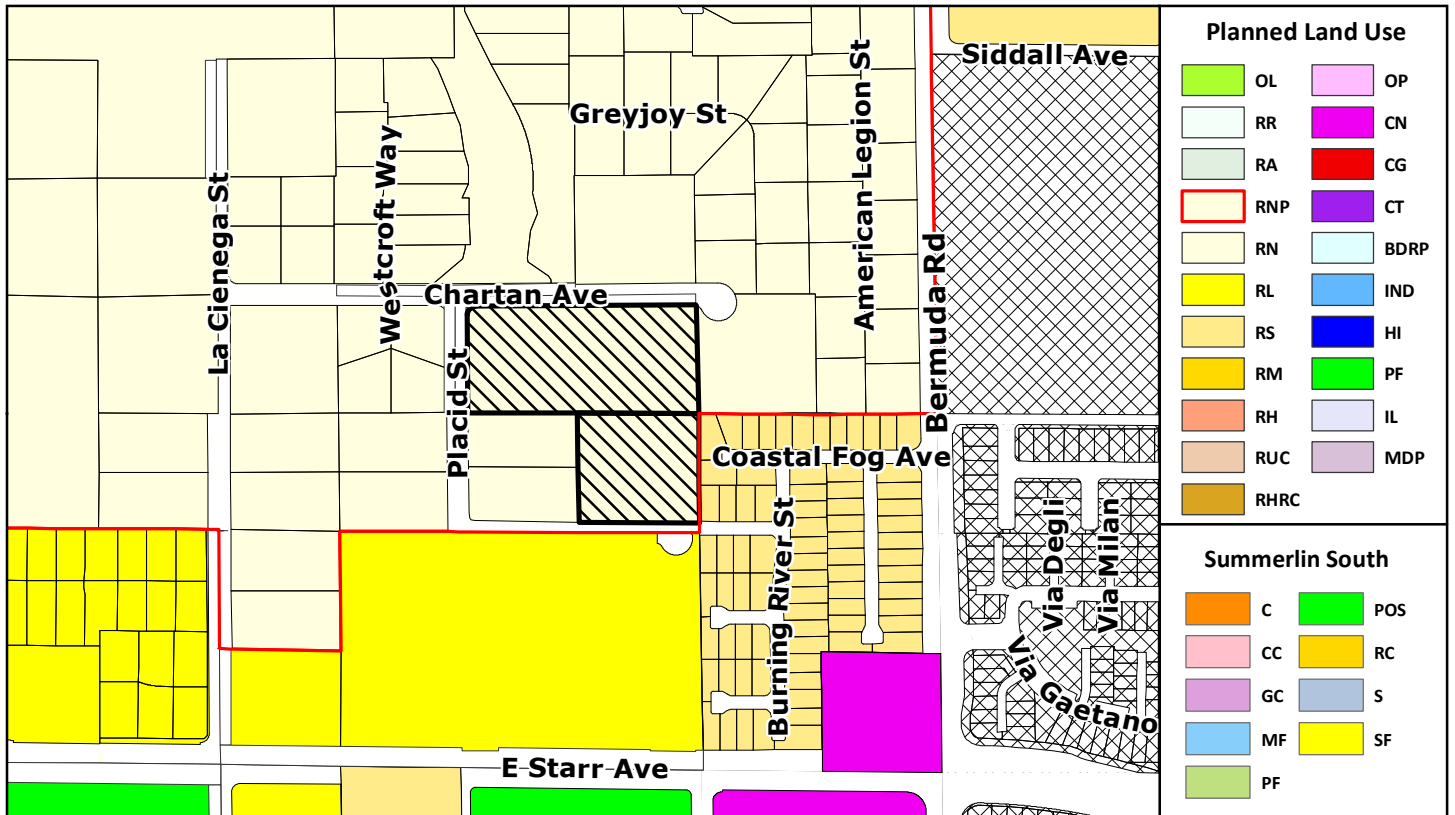 Siddall Ave
Greyjoy St
American Legion St
Westcroft Way
La Cienega St
Bermuda Rd
Chartan Ave
Placid St
Coastal Fog Ave
Burning River St
Via Degli
Via Milan
Via Gaetano
E Starr Ave
Planned Land Use
OL OP
RR CN
RA CG
RNP CT
RN BDRP
RL IND
RS HI
RM PF
RH IL
RUC MDP
RHRC
Summerlin South
C POS
CC RC
GC S
MF SF
PF